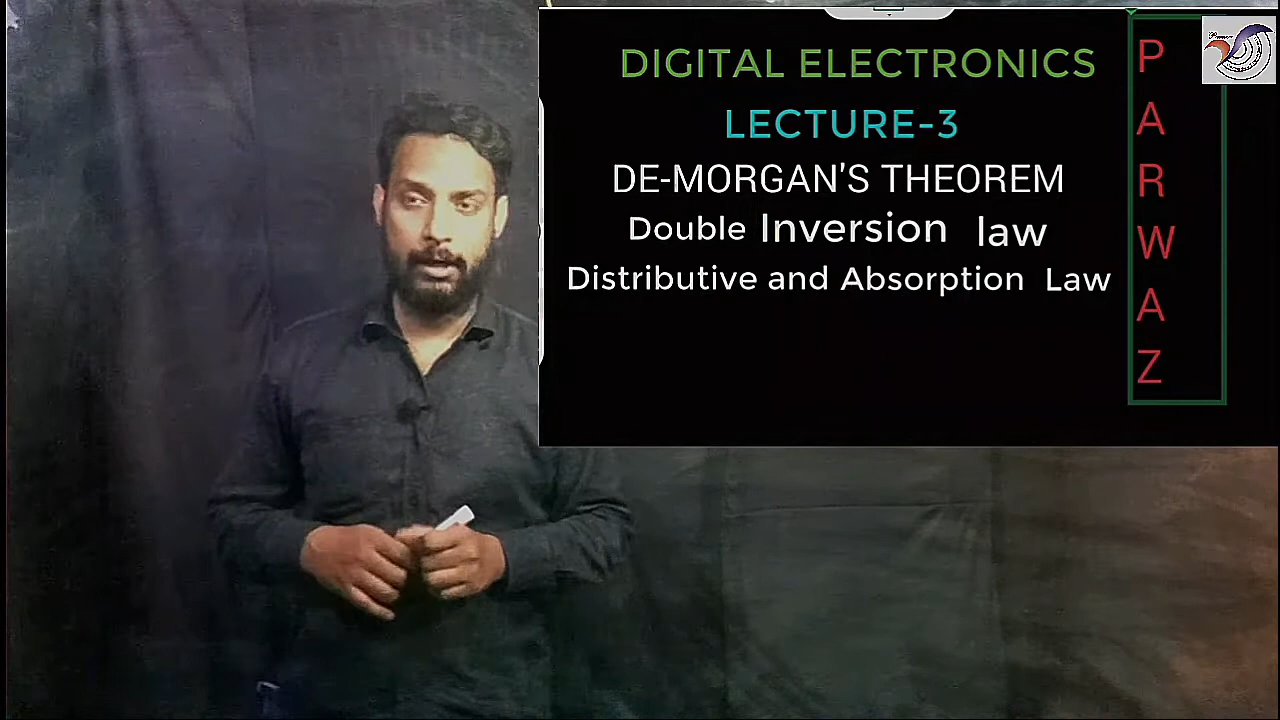 DIGITAL ELECTRONICS
LECTURE-3
DE-MORGAN'S THEOREM
Double Inversion law
Distributive and Absorption Law
P
A
R
W
A
Z